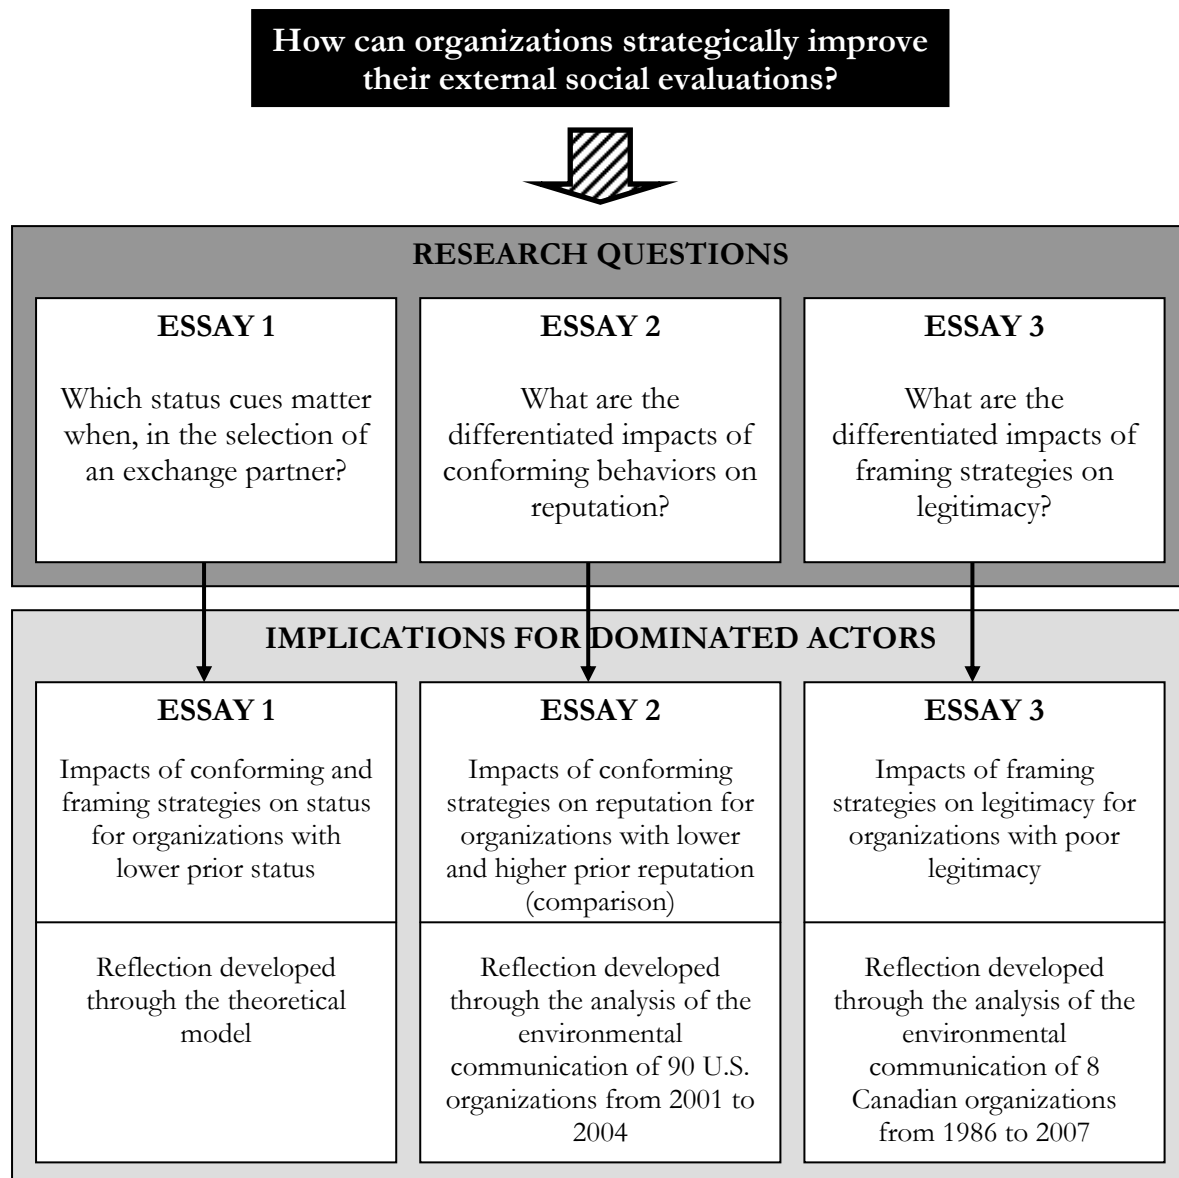 How can organizations strategically improve
their external social evaluations?
RESEARCH QUESTIONS
ESSAY 1
Which status cues matter
when, in the selection of
an exchange partner?
ESSAY 2
What are the
differentiated impacts of
conforming behaviors on
reputation?
ESSAY 3
What are the
differentiated impacts of
framing strategies on
legitimacy?
IMPLICATIONS FOR DOMINATED ACTORS
ESSAY 1
Impacts of conforming and
framing strategies on status
for organizations with
lower prior status
Reflection developed
through the theoretical
model
ESSAY 2
Impacts of conforming
strategies on reputation for
organizations with lower
and higher prior reputation
(comparison)
Reflection developed
through the analysis of the
environmental
communication of 90 U.S.
organizations from 2001 to
2004
ESSAY 3
Impacts of framing
strategies on legitimacy for
organizations with poor
legitimacy
Reflection developed
through the analysis of the
environmental
communication of 8
Canadian organizations
from 1986 to 2007